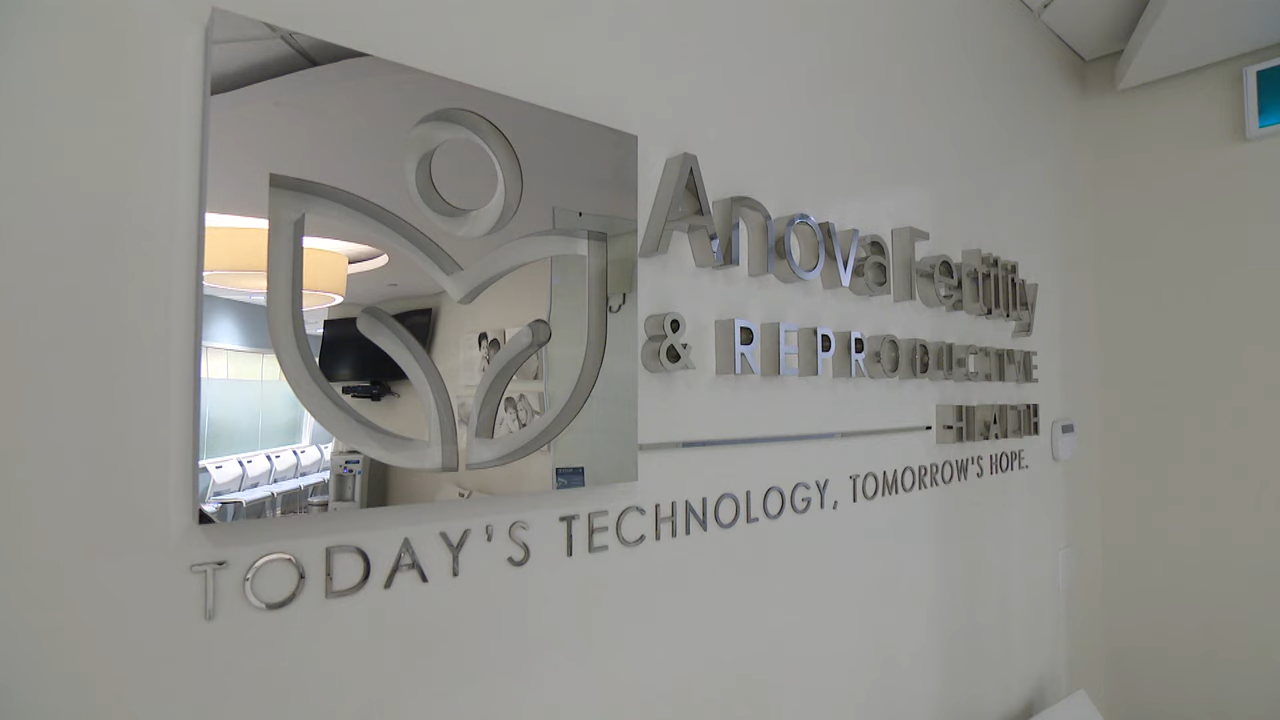 Anova Fertility
& REPRODUCTIVE
HEALTH
TODAY'S TECHNOLOGY, TOMORROW'S HOPE.